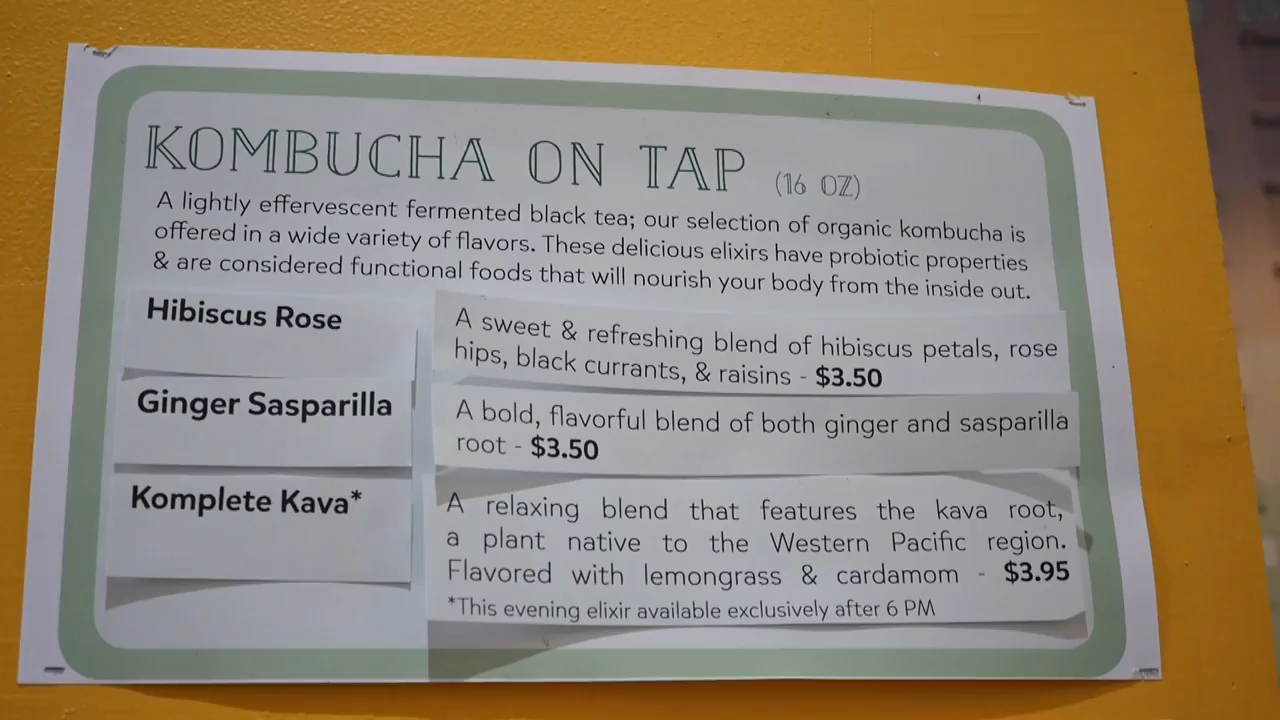 KOMBUCHA ON TAP (16 OZ)
A lightly effervescent fermented black tea; our selection of organic kombucha is
offered in a wide variety of flavors. These delicious elixirs have probiotic properties
& are considered functional foods that will nourish your body from the inside out.
Hibiscus Rose
A sweet & refreshing blend of hibiscus petals, rose
hips, black currants, & raisins - $3.50
Ginger Sasparilla
A bold, flavorful blend of both ginger and sasparilla
root - $3.50
Komplete Kava*
A relaxing blend that features the kava root,
a plant native to the Western Pacific region.
Flavored with lemongrass & cardamom - $3.95
*This evening elixir available exclusively after 6 PM